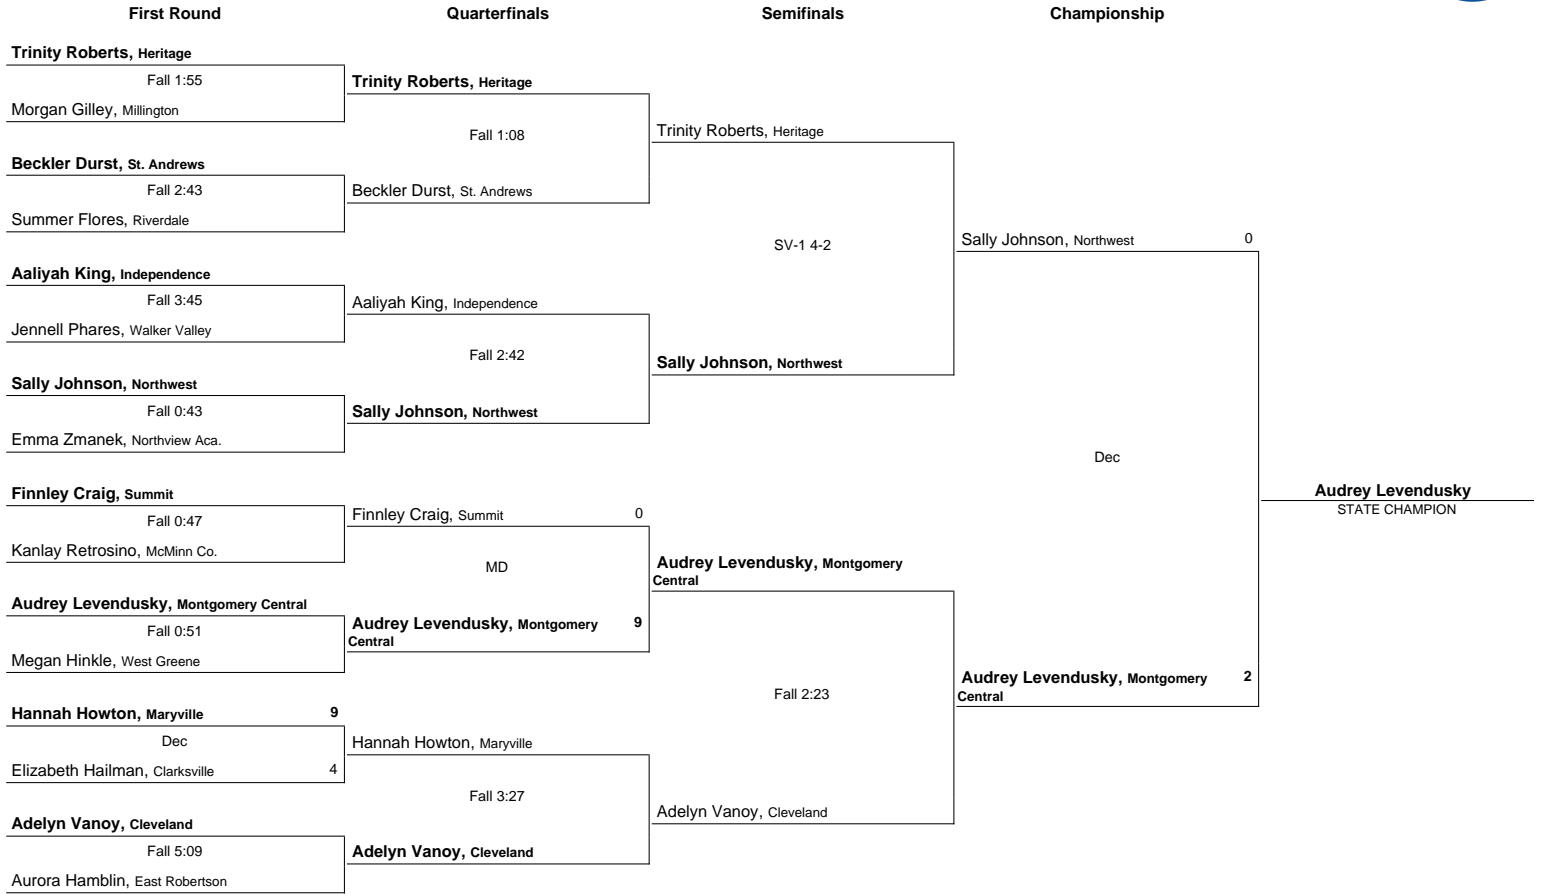 First Round
Quarterfinals
Semifinals
Championship
Trinity Roberts, Heritage
Fall 1:55
Morgan Gilley, Millington
Beckler Durst, St. Andrews
Fall 2:43
Summer Flores, Riverdale
Aaliyah King, Independence
Fall 3:45
Jennell Phares, Walker Valley
Sally Johnson, Northwest
Fall 0:43
Emma Zmanek, Northview Aca.
Finnley Craig, Summit
Fall 0:47
Kanlay Retrosino, McMinn Co.
Audrey Levendusky, Montgomery Central
Fall 0:51
Megan Hinkle, West Greene
Hannah Howton, Maryville 9
Dec
Elizabeth Hailman, Clarksville 4
Adelyn Vanoy, Cleveland
Fall 5:09
Aurora Hamblin, East Robertson
Trinity Roberts, Heritage
Fall 1:08
Beckler Durst, St. Andrews
Aaliyah King, Independence
Fall 2:42
Sally Johnson, Northwest
Finnley Craig, Summit 0
MD
Audrey Levendusky, Montgomery 9
Central
Hannah Howton, Maryville
Fall 3:27
Adelyn Vanoy, Cleveland
Trinity Roberts, Heritage
SV-1 4-2
Sally Johnson, Northwest
Audrey Levendusky, Montgomery
Central
Fall 2:23
Adelyn Vanoy, Cleveland
Sally Johnson, Northwest 0
Dec
Audrey Levendusky, Montgomery 2
Central
Audrey Levendusky
STATE CHAMPION